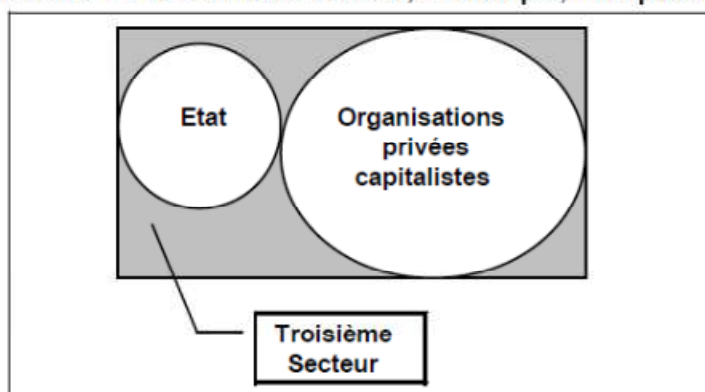 Etat
Organisations
privées
capitalistes
Troisième
Secteur